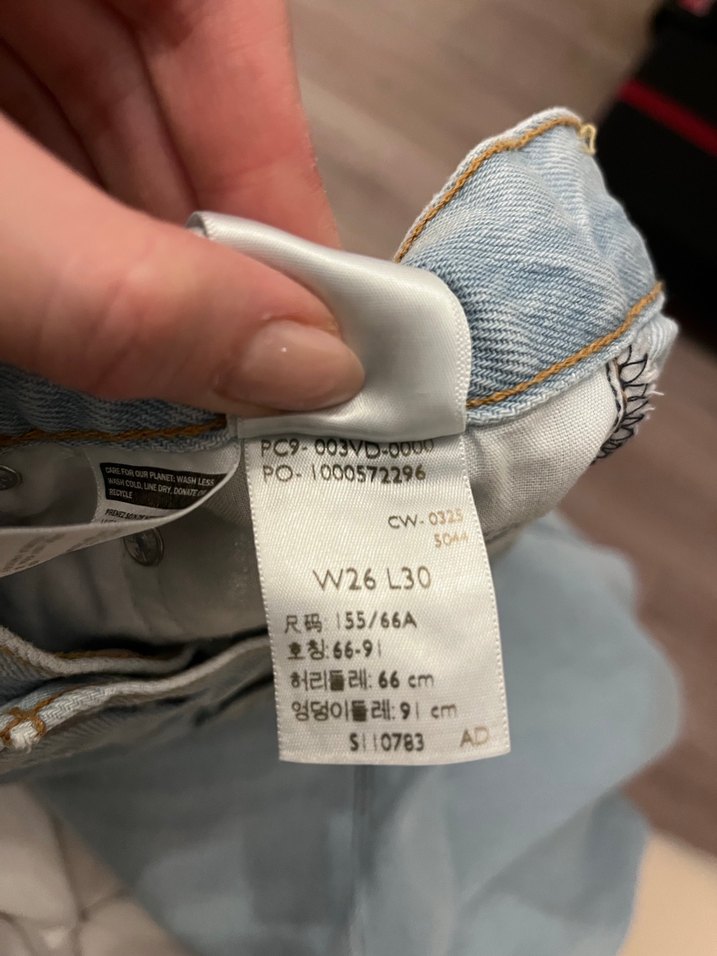 PC9- 003VD-0000
PO- 1000572296
CW- 0325
5044
W26 L30
尺码: 155/66A
호칭: 66-91
허리둘레: 66 cm
엉덩이둘레: 91 cm
S110783 AD
CARE FOR OUR PLANET: WASH LESS
WASH COLD, LINE DRY, DONATE OR
RECYCLE